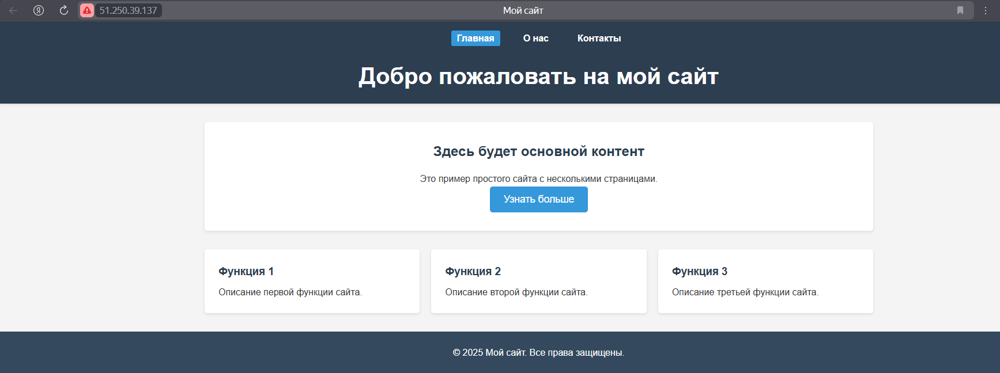 Я 51.250.39.137 Мой сайт
Главная О нас Контакты
Добро пожаловать на мой сайт
Здесь будет основной контент
Это пример простого сайта с несколькими страницами.
Узнать больше
Функция 1
Описание первой функции сайта.
Функция 2
Описание второй функции сайта.
Функция 3
Описание третьей функции сайта.
© 2025 Мой сайт. Все права защищены.